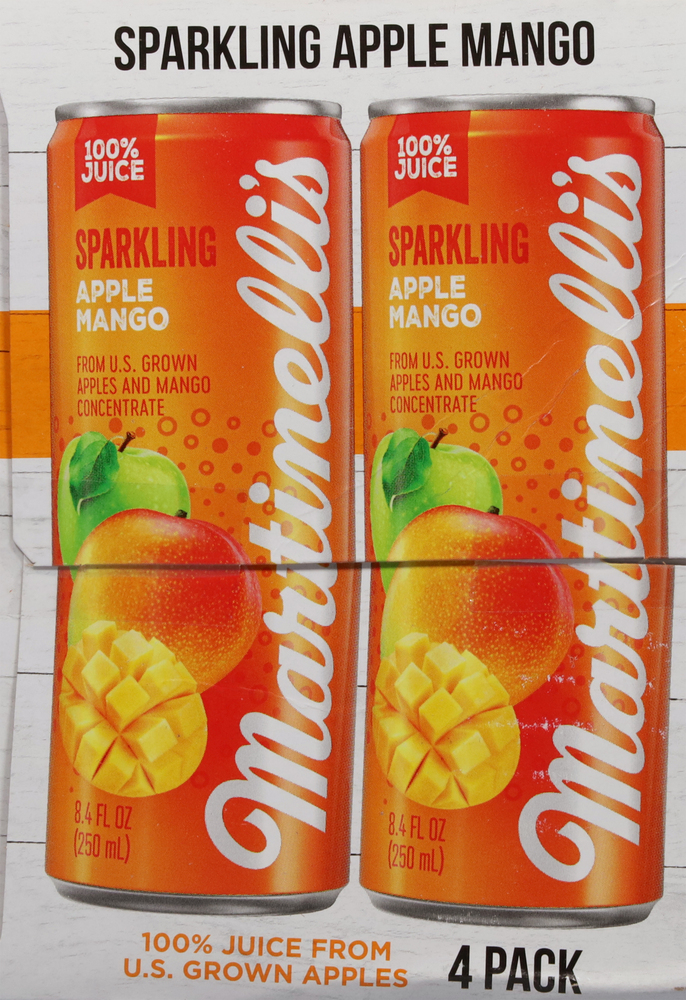 SPARKLING APPLE MANGO
100%
JUICE
SPARKLING
APPLE
MANGO
FROM U.S. GROWN
APPLES AND MANGO
CONCENTRATE
Martinelli's
8.4 FL OZ
(250 mL)
100%
JUICE
SPARKLING
APPLE
MANGO
FROM U.S. GROWN
APPLES AND MANGO
CONCENTRATE
Martinelli's
8.4 FL OZ
(250 mL)
100% JUICE FROM
U.S. GROWN APPLES
4 PACK